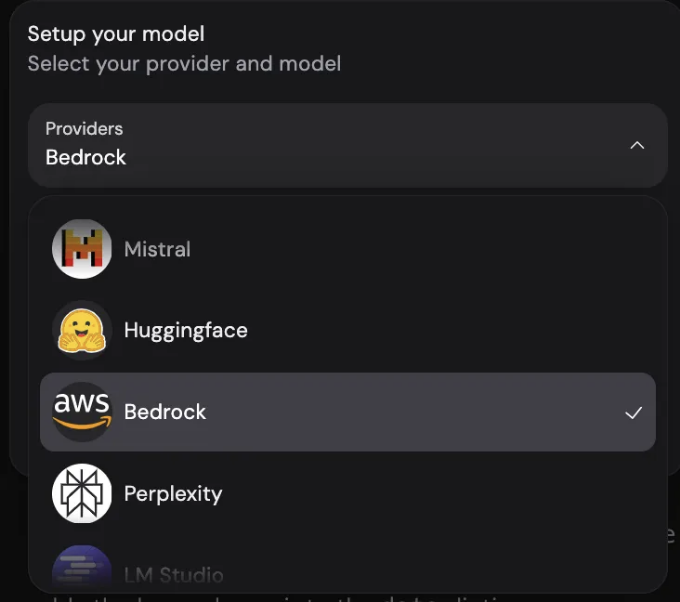 Setup your model
Select your provider and model
Providers
Bedrock
Mistral
Huggingface
aws
Bedrock
Perplexity
LM Studio